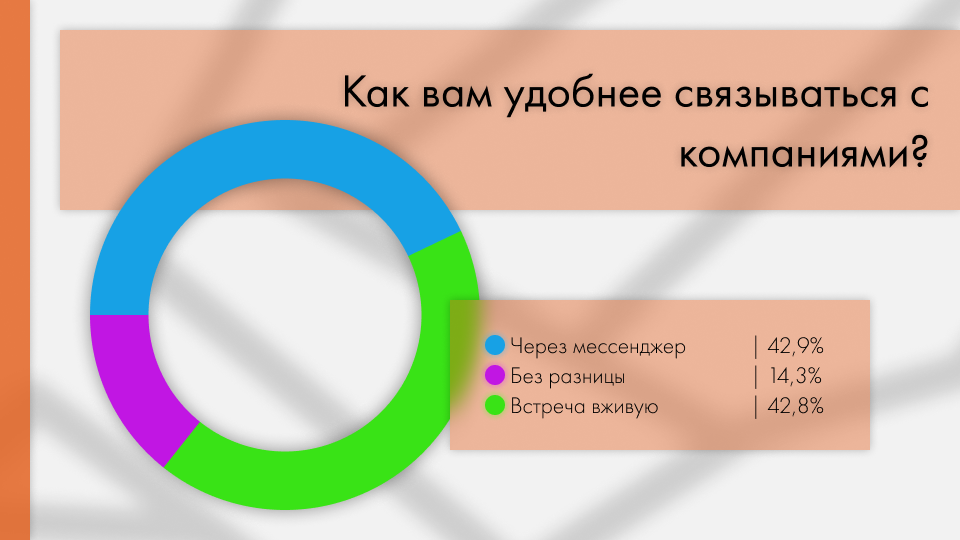 Как вам удобнее связываться с
компаниями?
Через мессенджер | 42,9%
Без разницы | 14,3%
Встреча вживую | 42,8%